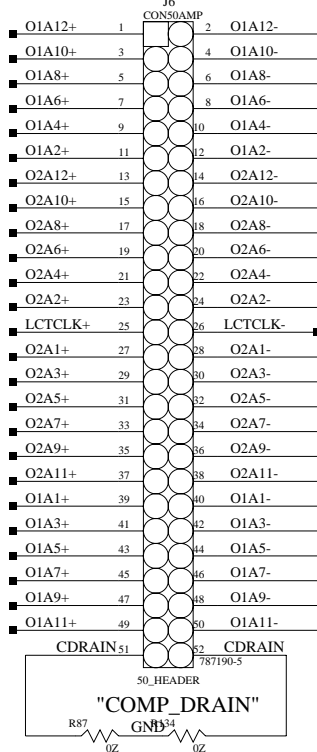 J6
CON50AMP
O1A12+ 1 2 O1A12-
O1A10+ 3 4 O1A10-
O1A8+ 5 6 O1A8-
O1A6+ 7 8 O1A6-
O1A4+ 9 10 O1A4-
O1A2+ 11 12 O1A2-
O2A12+ 13 14 O2A12-
O2A10+ 15 16 O2A10-
O2A8+ 17 18 O2A8-
O2A6+ 19 20 O2A6-
O2A4+ 21 22 O2A4-
O2A2+ 23 24 O2A2-
LCTCLK+ 25 26 LCTCLK-
O2A1+ 27 28 O2A1-
O2A3+ 29 30 O2A3-
O2A5+ 31 32 O2A5-
O2A7+ 33 34 O2A7-
O2A9+ 35 36 O2A9-
O2A11+ 37 38 O2A11-
O1A1+ 39 40 O1A1-
O1A3+ 41 42 O1A3-
O1A5+ 43 44 O1A5-
O1A7+ 45 46 O1A7-
O1A9+ 47 48 O1A9-
O1A11+ 49 50 O1A11-
CDRAIN 51 52 CDRAIN
787190-5
50_HEADER
"COMP_DRAIN"
R87 GND R134
0Z 0Z